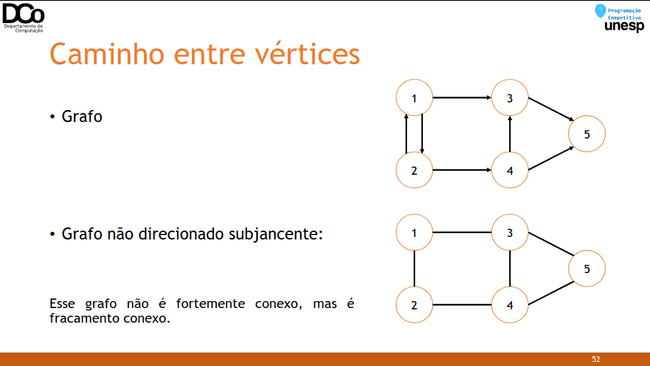 DCo
Departamento de
Computação
Programação
Competitiva
unesp
Caminho entre vértices
• Grafo
1
3
5
2
4
• Grafo não direcionado subjancente:
1
3
5
2
4
Esse grafo não é fortemente conexo, mas é
fracamento conexo.
52